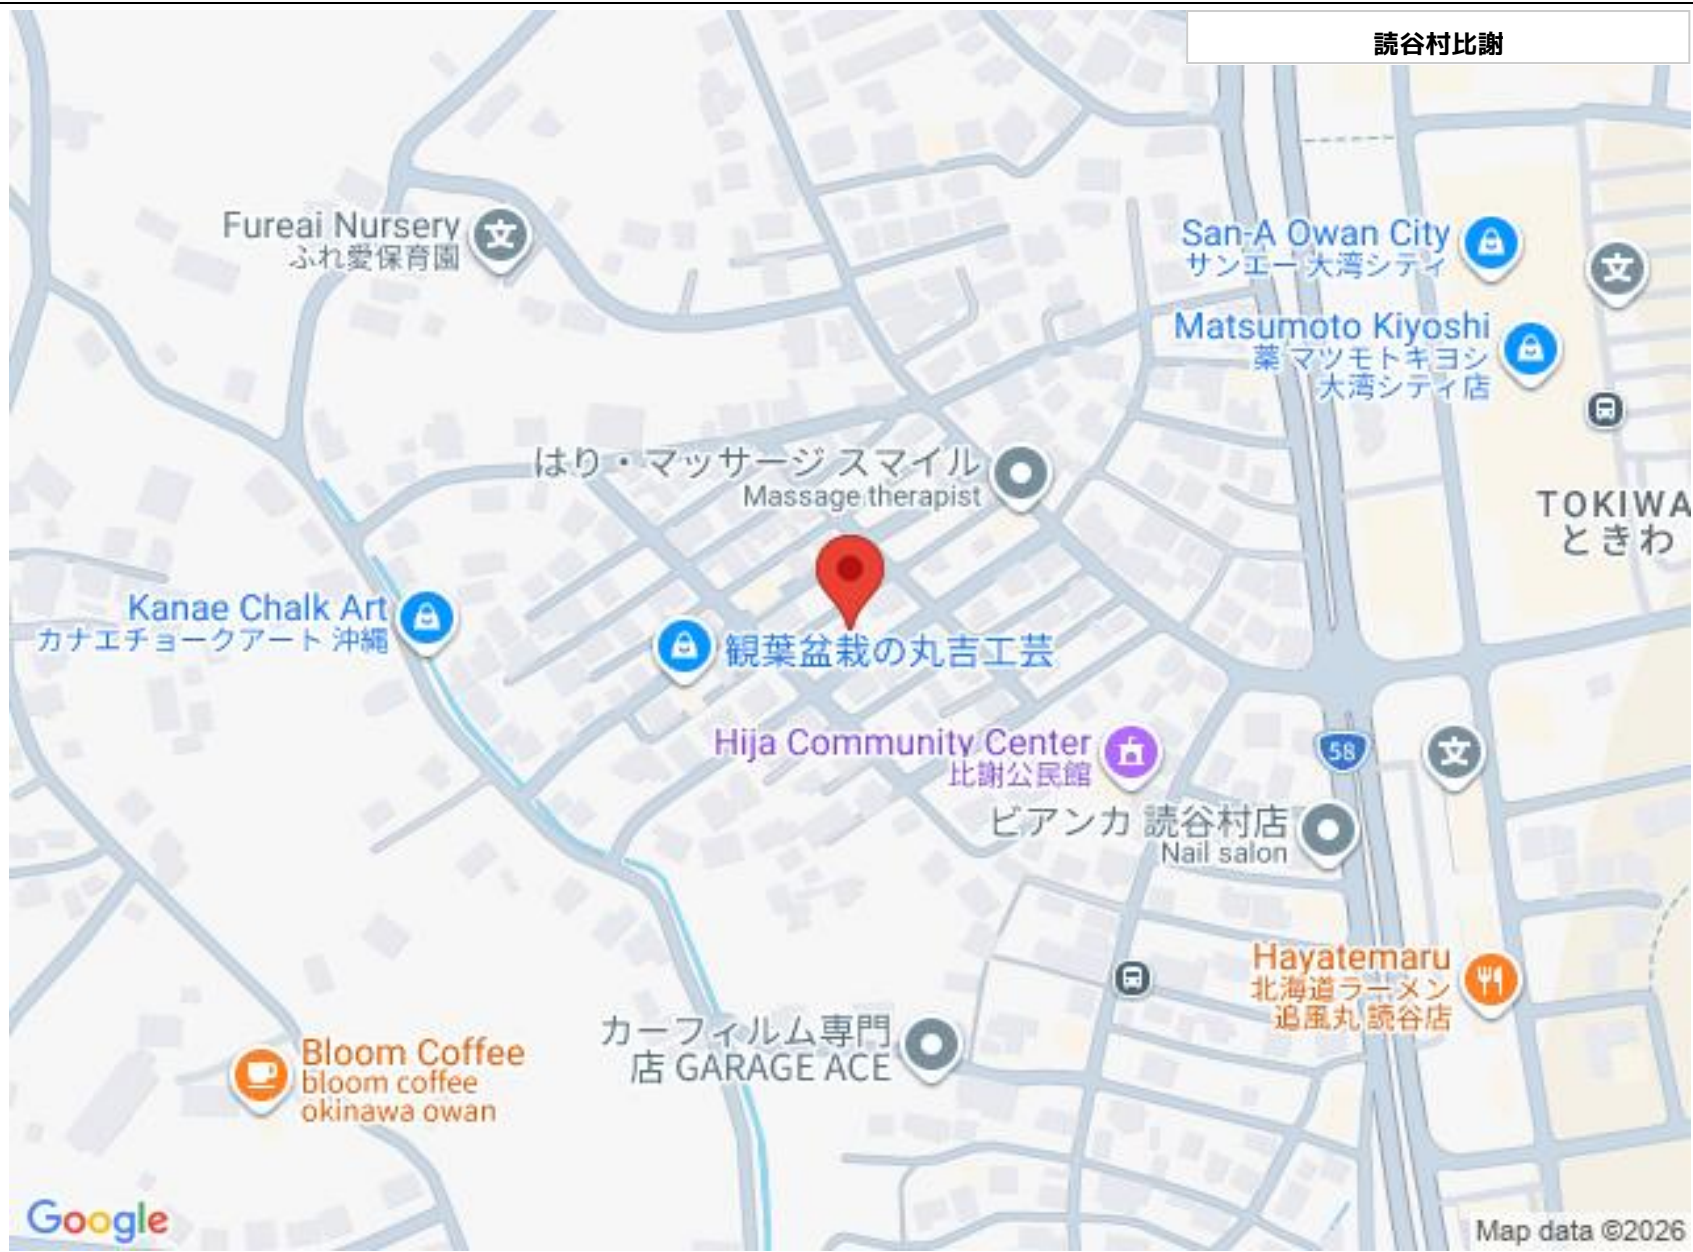 読谷村比謝
Fureai Nursery
ふれ愛保育園
San-A Owan City
サンエー 大湾シティ
Matsumoto Kiyoshi
薬 マツモトキヨシ
大湾シティ店
はり・マッサージ スマイル
Massage therapist
TOKIWA
ときわ
Kanae Chalk Art
カナエチョークアート 沖縄
観葉盆栽の丸吉工芸
Hija Community Center
比謝公民館
58
ビアンカ 読谷村店
Nail salon
Hayatemaru
北海道ラーメン
追風丸 読谷店
カーフィルム専門
店 GARAGE ACE
Bloom Coffee
bloom coffee
okinawa owan
Google
Map data ©2026
文
文
文